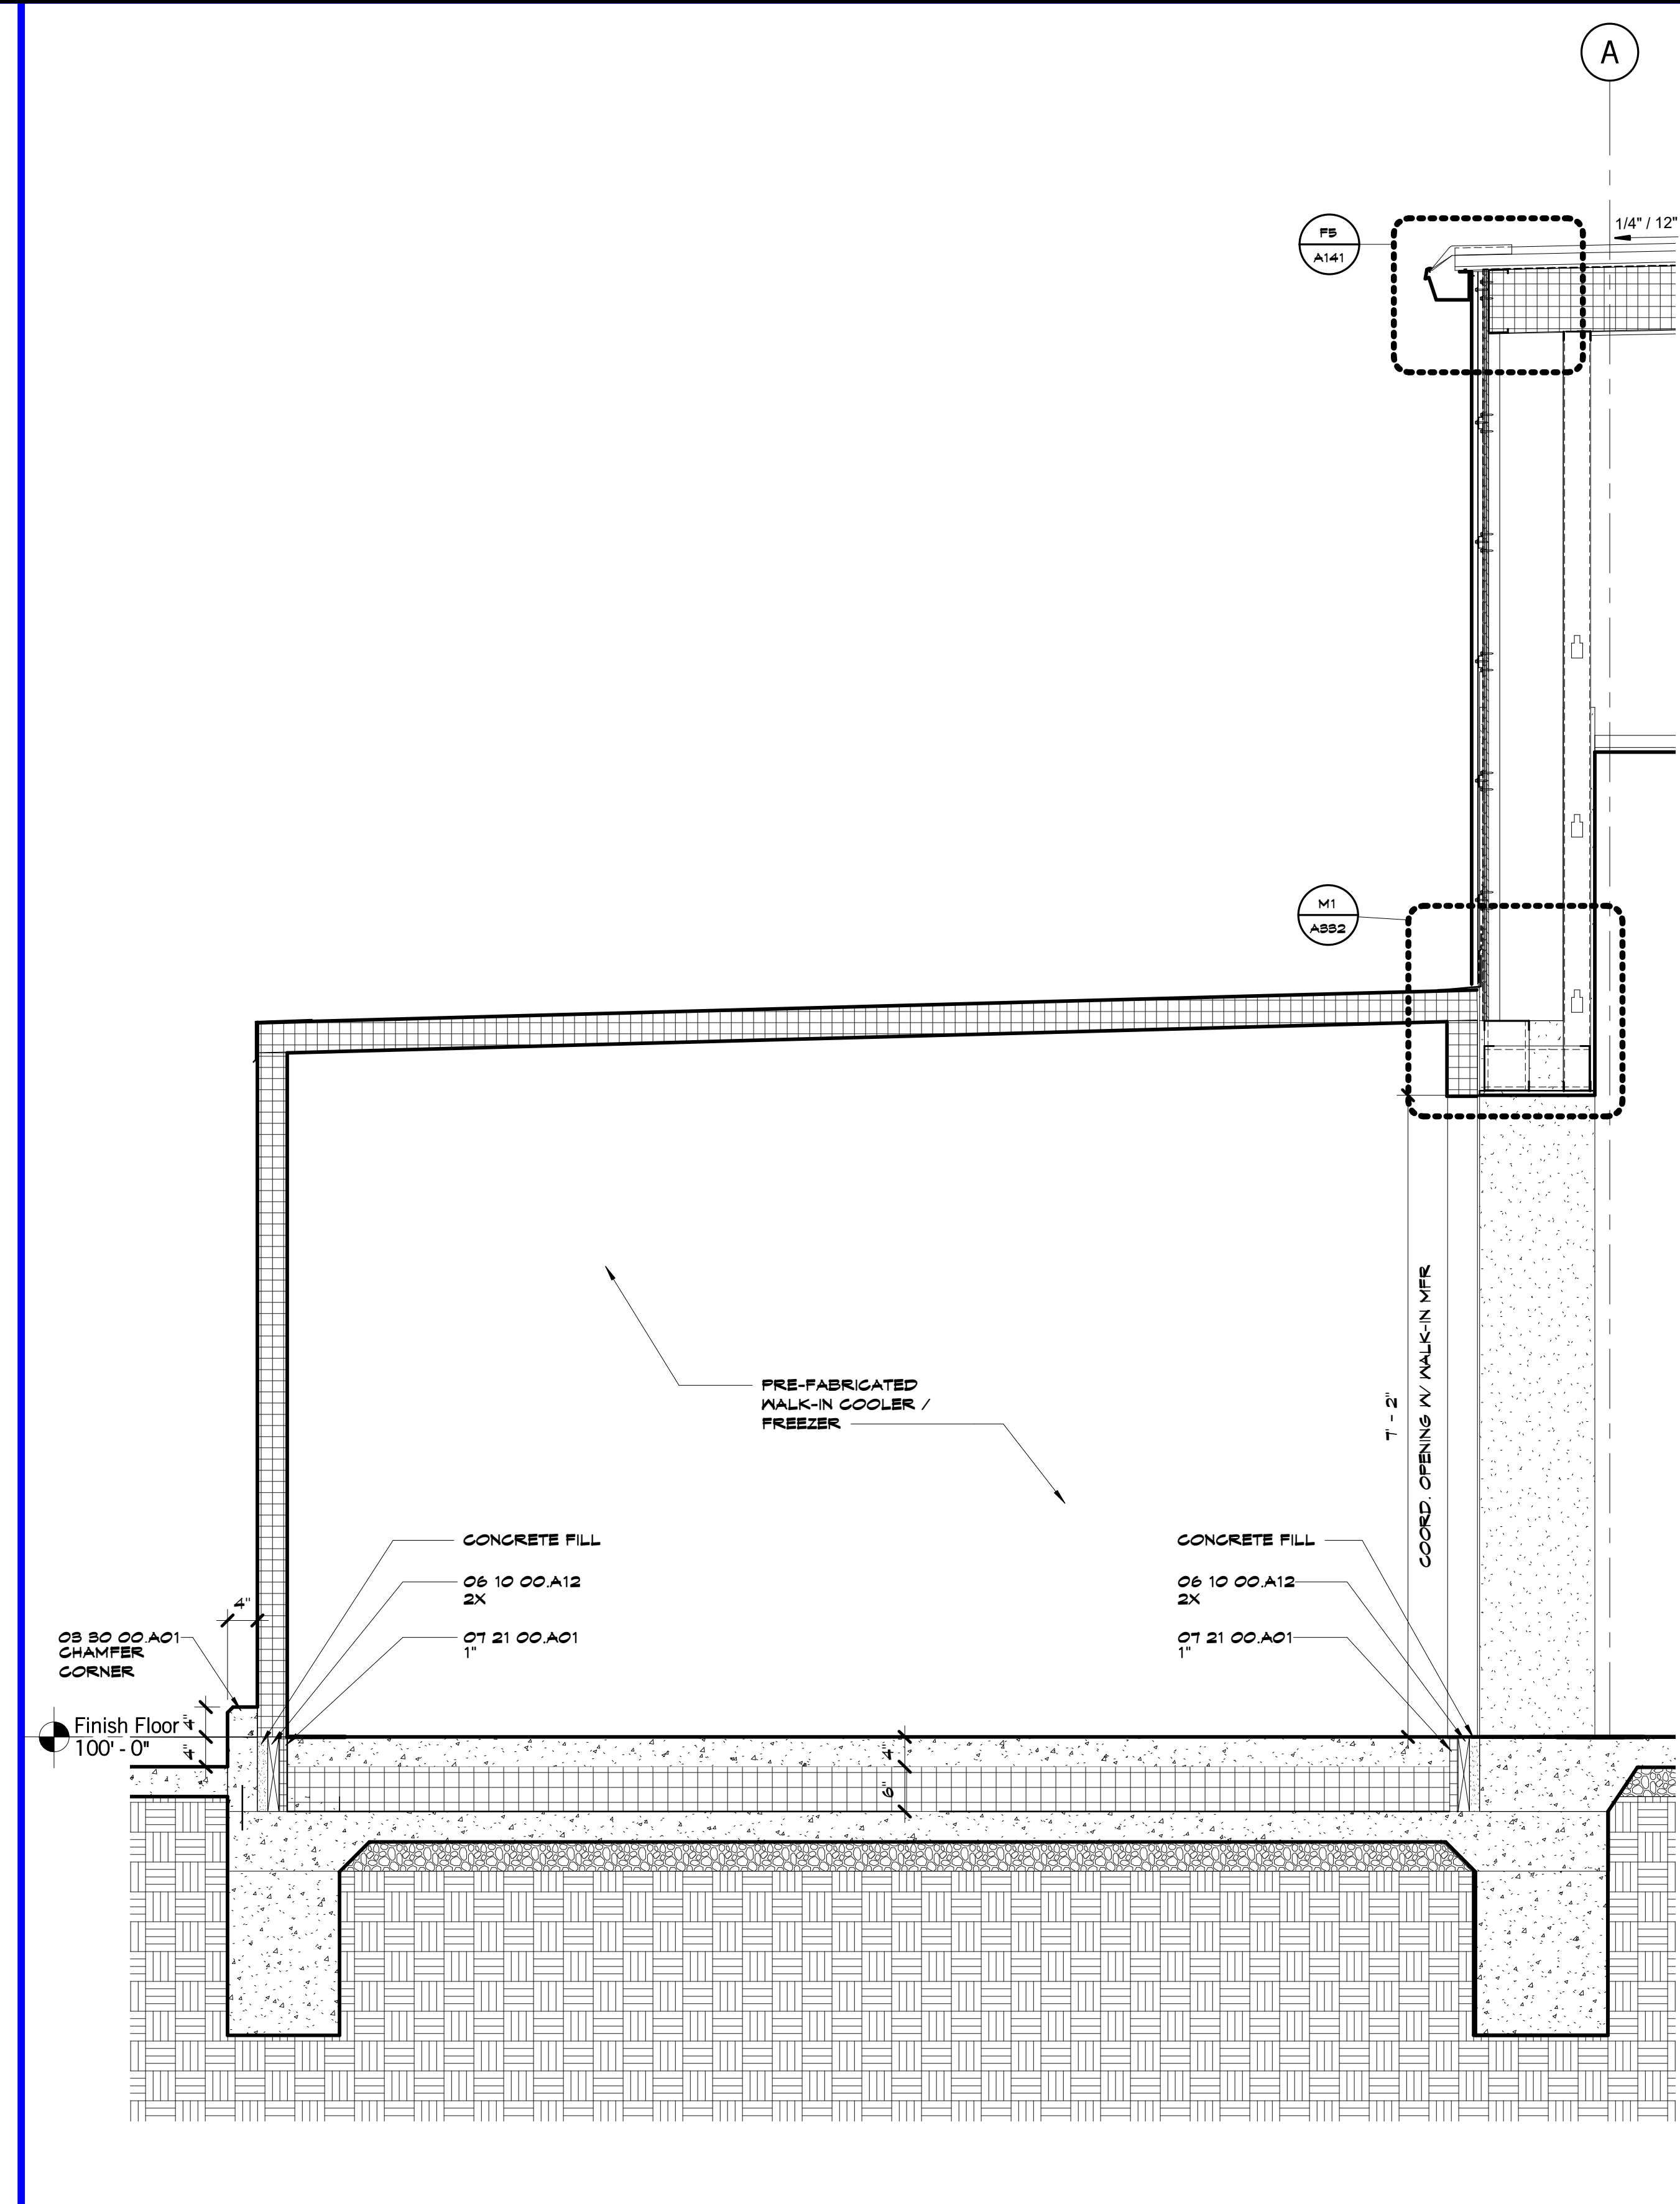 A
1/4" / 12"
F5
A141
M1
A332
PRE-FABRICATED
WALK-IN COOLER /
FREEZER
7' - 2"
COORD. OPENING W/ WALK-IN MFR
CONCRETE FILL
06 10 00.A12
2X
07 21 00.A01
1"
CONCRETE FILL
06 10 00.A12
2X
07 21 00.A01
1"
4"
03 30 00.A01
CHAMFER
CORNER
4"
4"
Finish Floor
100' - 0"
4"
6"